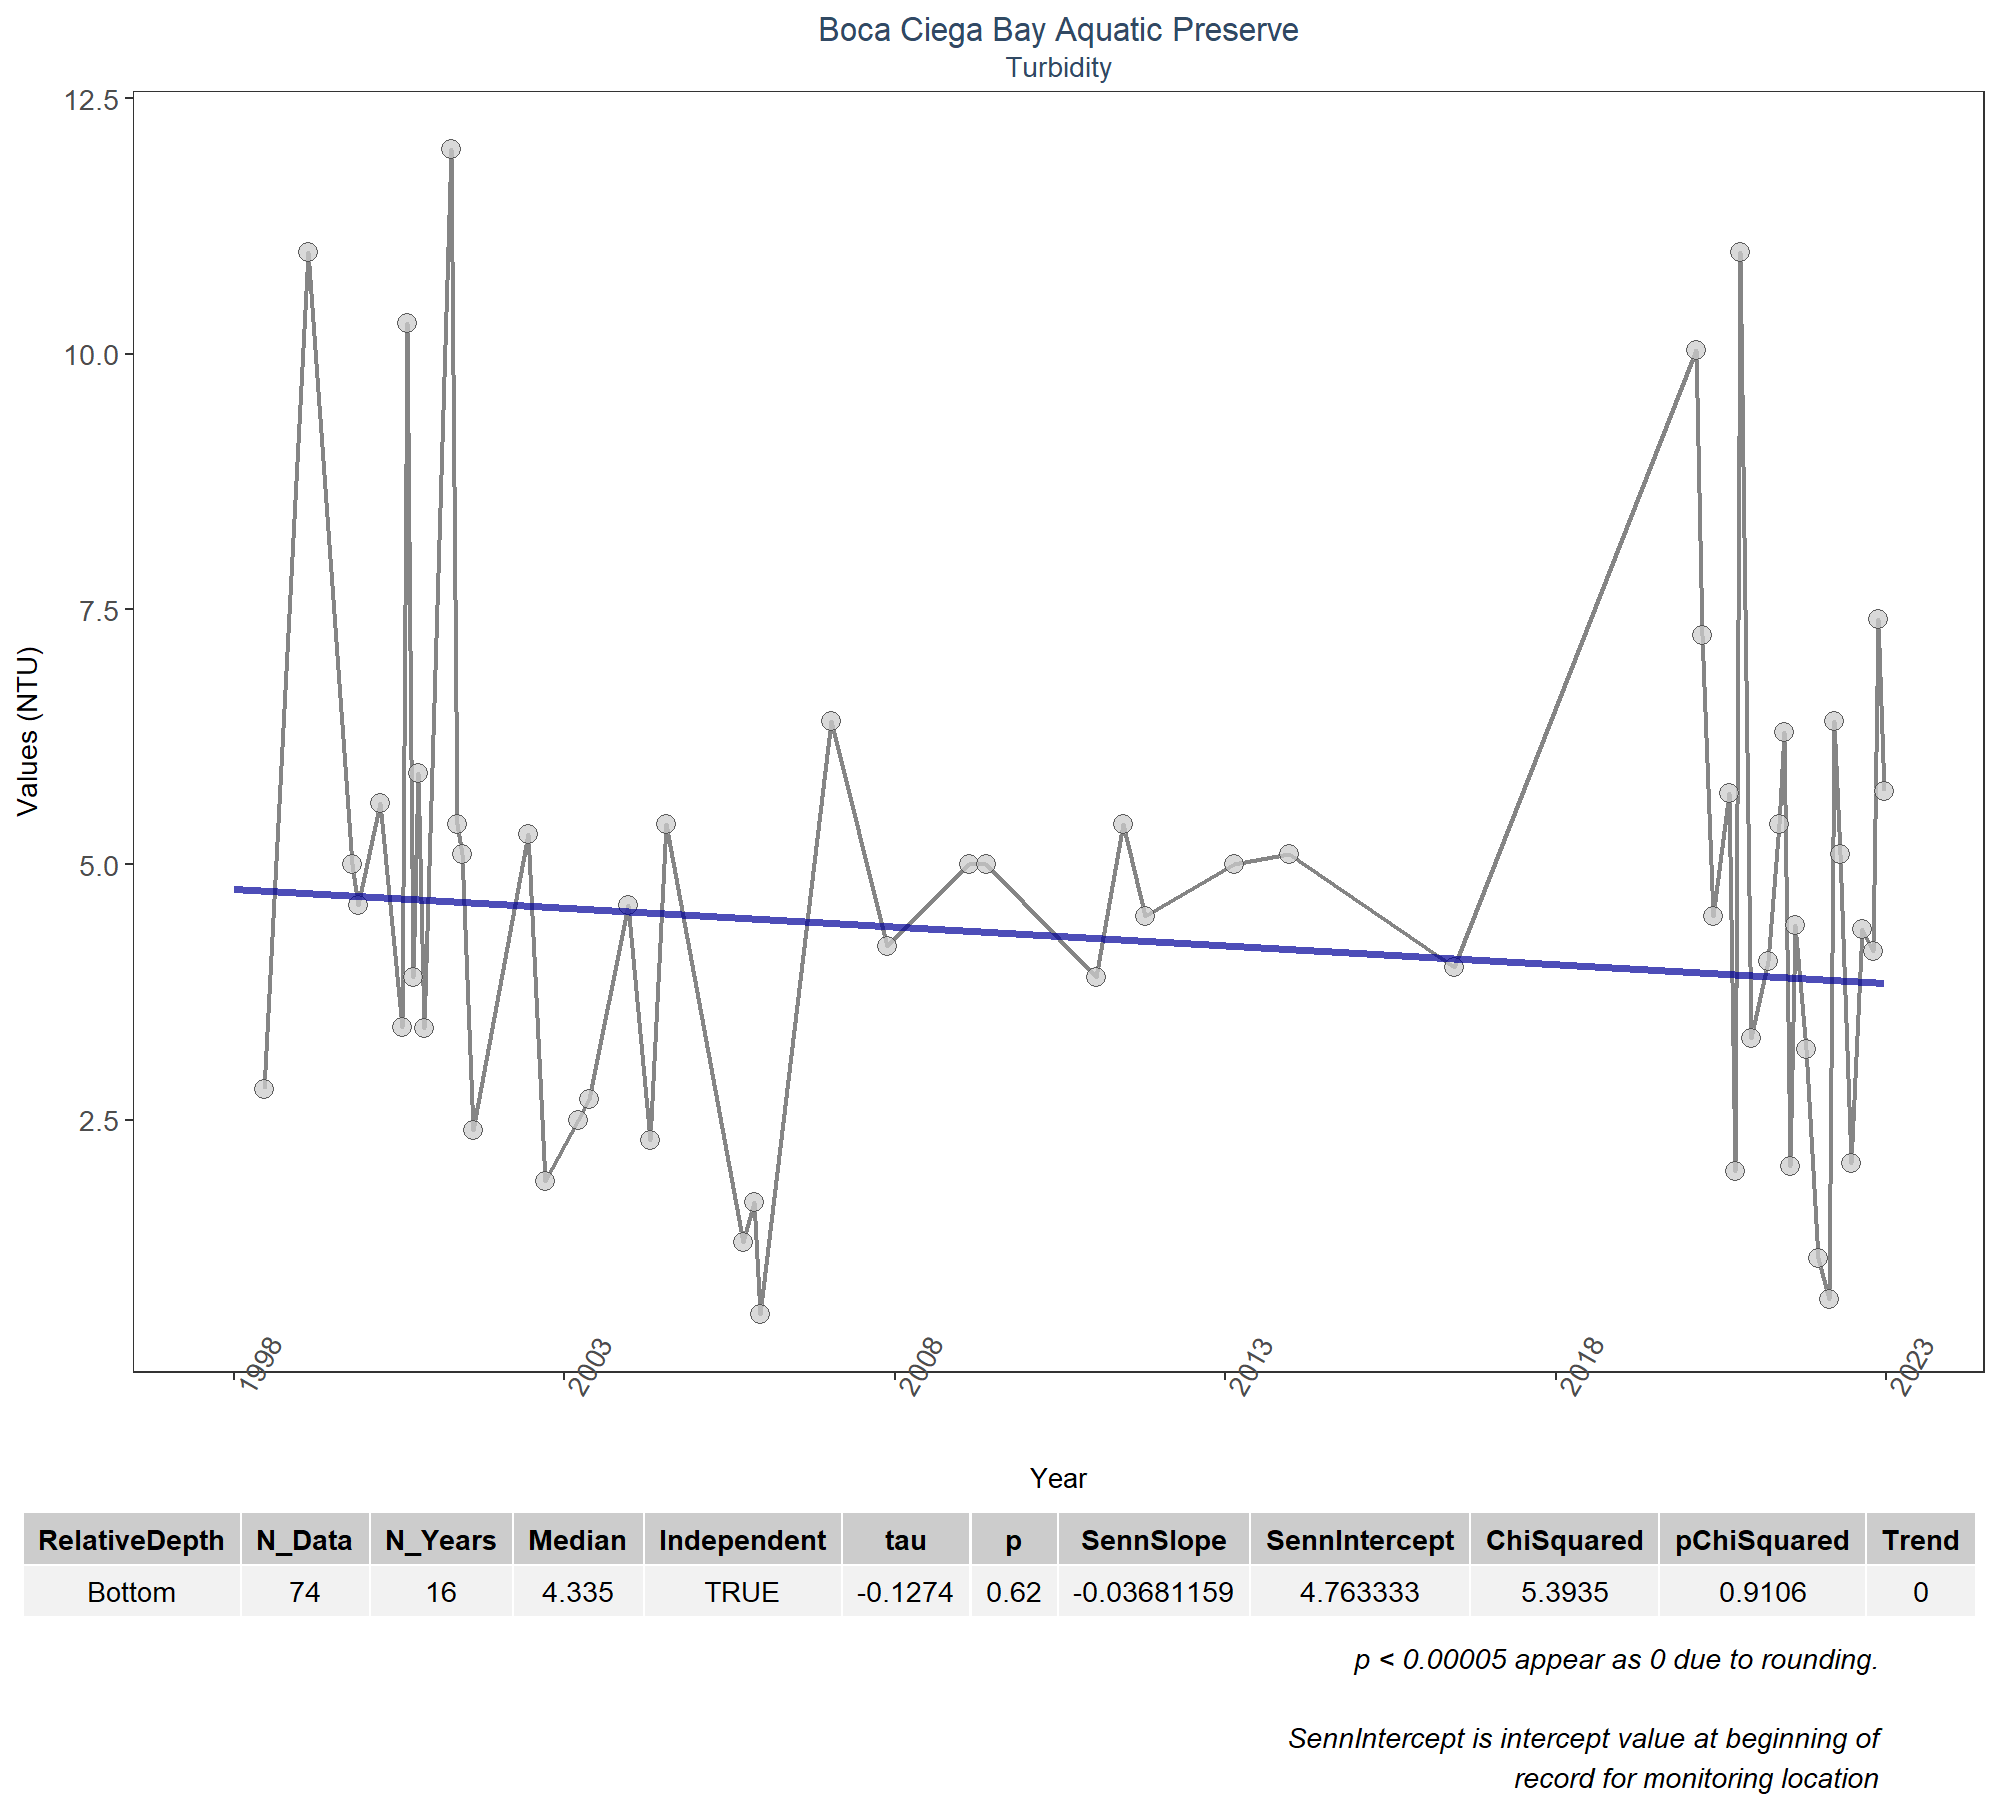 Boca Ciega Bay Aquatic Preserve
Turbidity
12.5
10.0
7.5
5.0
2.5
Values (NTU)
1998 2003 2008 2013 2018 2023
Year
RelativeDepth N_Data N_Years Median Independent tau p SennSlope SennIntercept ChiSquared pChiSquared Trend
Bottom 74 16 4.335 TRUE -0.1274 0.62 -0.03681159 4.763333 5.3935 0.9106 0
p < 0.00005 appear as 0 due to rounding.
SennIntercept is intercept value at beginning of
record for monitoring location